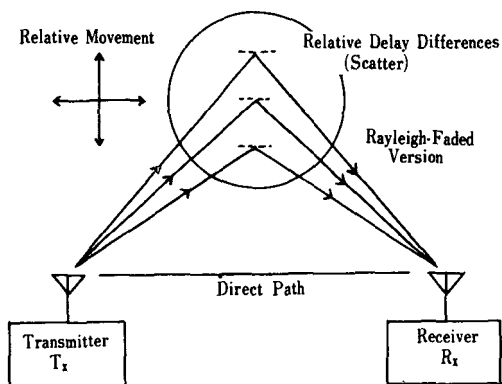 Relative Movement
Relative Delay Differences
(Scatter)
Rayleigh-Faded
Version
Direct Path
Transmitter
Tx
Receiver
Rx